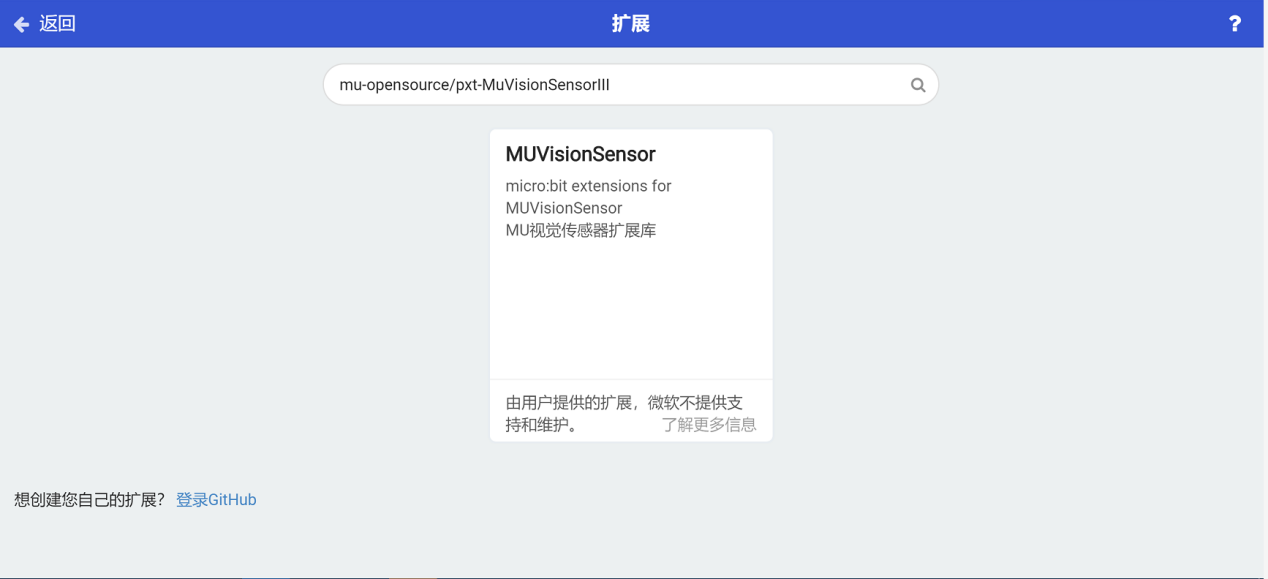 返回
扩展
?
mu-opensource/pxt-MuVisionSensorIII
MUVisionSensor
micro:bit extensions for
MUVisionSensor
MU视觉传感器扩展库
由用户提供的扩展，微软不提供支
持和维护。 了解更多信息
想创建您自己的扩展？ 登录GitHub